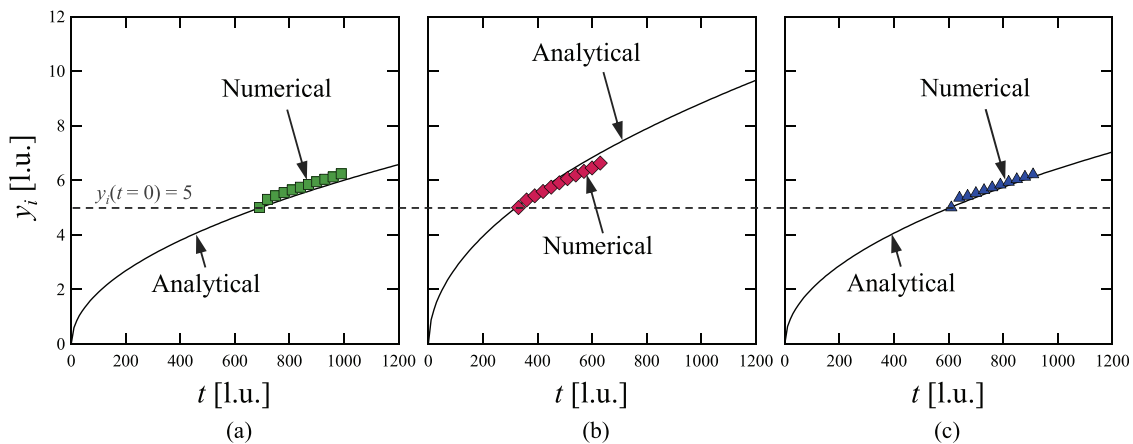 12
10
8
6
4
2
0
y_i [l.u.]
Numerical
y_i(t = 0) = 5
Analytical
0 200 400 600 800 1000 1200
t [l.u.]
(a)
Analytical
Numerical
0 200 400 600 800 1000 1200
t [l.u.]
(b)
Numerical
Analytical
0 200 400 600 800 1000 1200
t [l.u.]
(c)